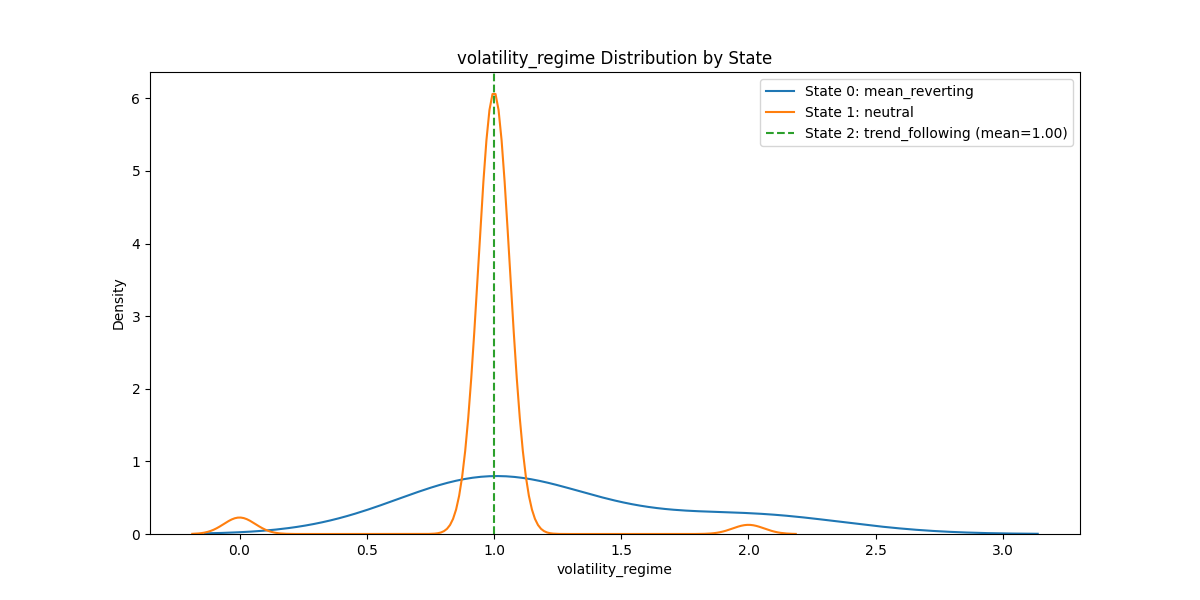 volatility_regime Distribution by State
State 0: mean_reverting
State 1: neutral
State 2: trend_following (mean=1.00)
Density
6
5
4
3
2
1
0
0.0 0.5 1.0 1.5 2.0 2.5 3.0
volatility_regime